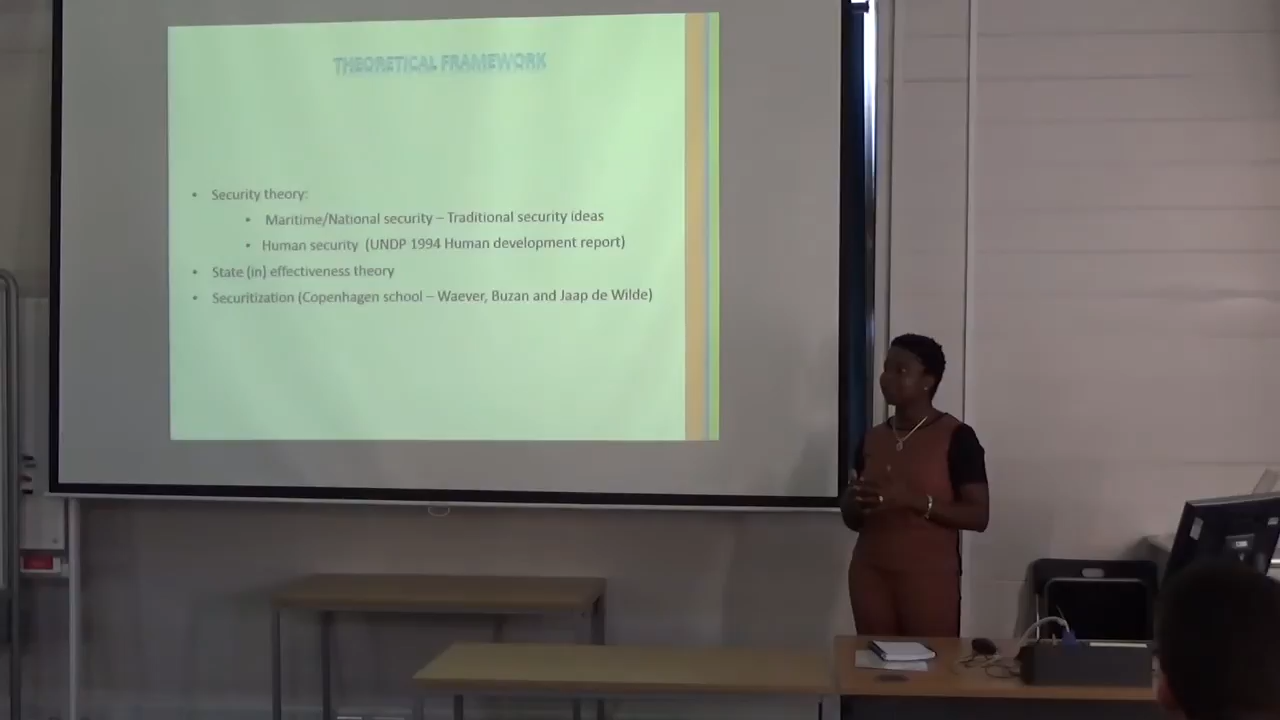 THEORETICAL FRAMEWORK
• Security theory:
• Maritime/National security – Traditional security ideas
• Human security (UNDP 1994 Human development report)
• State (in) effectiveness theory
• Securitization (Copenhagen school – Waever, Buzan and Jaap de Wilde)